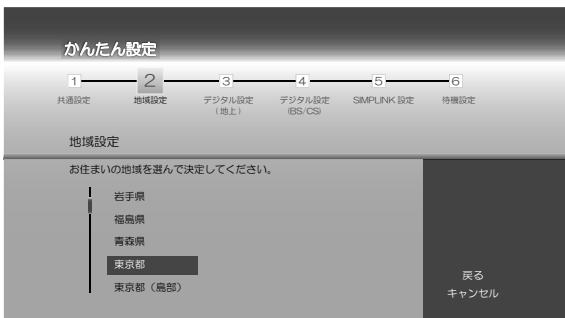 かんたん設定
1 2 3 4 5 6
共通設定 地域設定 デジタル設定 デジタル設定 SIMPLINK 設定 待機設定
(地上) (BS/CS)
地域設定
お住まいの地域を選んで決定してください。
岩手県
福島県
青森県
東京都
東京都(島部)
戻る
キャンセル